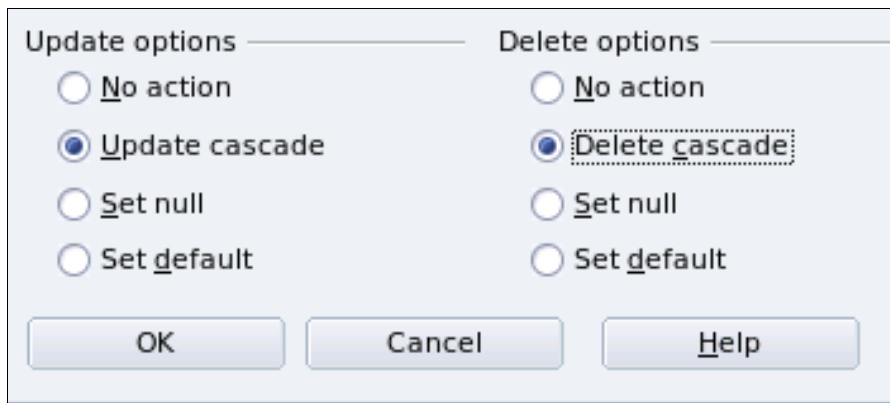 Update options
No action
Update cascade
Set null
Set default
Delete options
No action
Delete cascade
Set null
Set default
OK
Cancel
Help